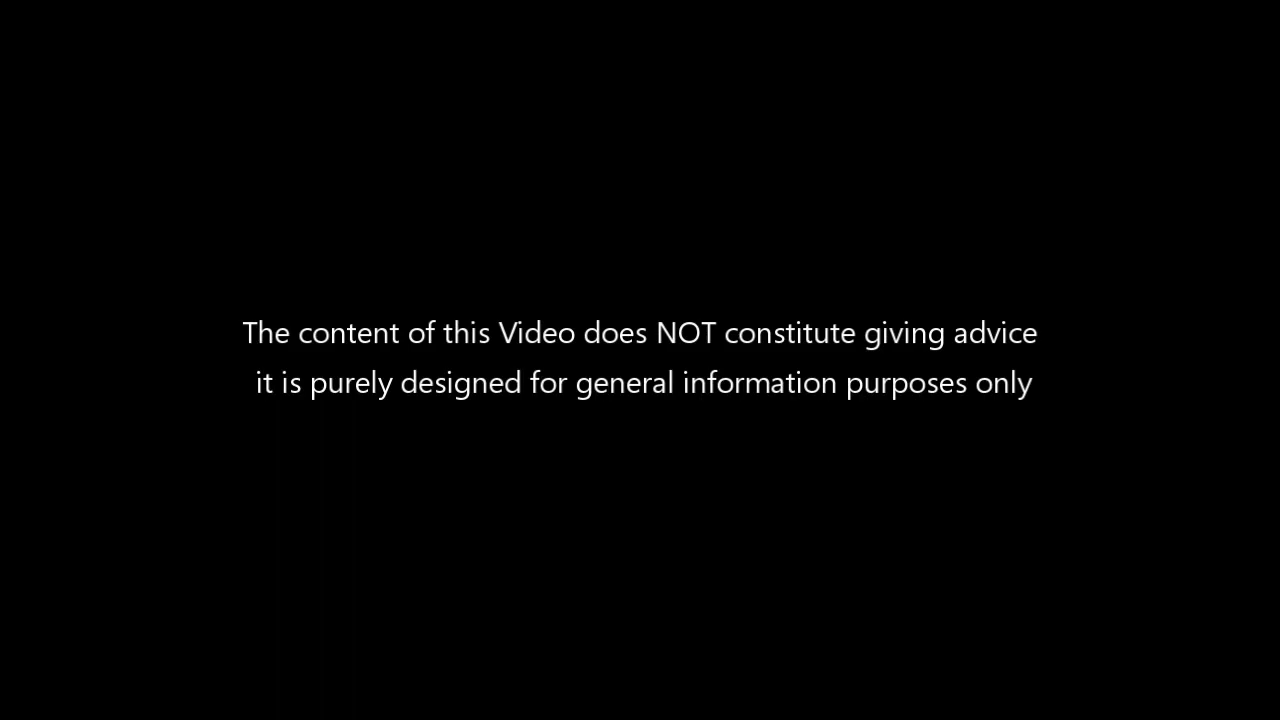 The content of this Video does NOT constitute giving advice
it is purely designed for general information purposes only